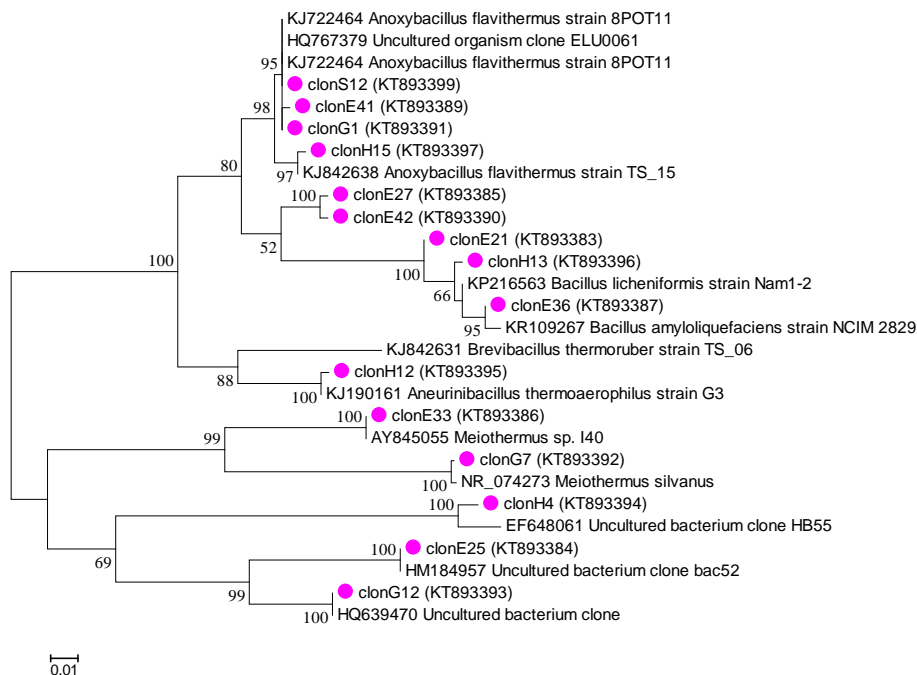 KJ722464 Anoxybacillus flavithermus strain 8POT11
HQ767379 Uncultured organism clone ELU0061
KJ722464 Anoxybacillus flavithermus strain 8POT11
95
clonS12 (KT893399)
98
clonE41 (KT893389)
clonG1 (KT893391)
clonH15 (KT893397)
80
97
KJ842638 Anoxybacillus flavithermus strain TS_15
100
clonE27 (KT893385)
clonE42 (KT893390)
52
clonE21 (KT893383)
100
clonH13 (KT893396)
100
KP216563 Bacillus licheniformis strain Nam1-2
66
clonE36 (KT893387)
95
KR109267 Bacillus amyloliquefaciens strain NCIM 2829
KJ842631 Brevibacillus thermoruber strain TS_06
88
clonH12 (KT893395)
100
KJ190161 Aneurinibacillus thermoaerophilus strain G3
100
clonE33 (KT893386)
99
AY845055 Meiothermus sp. I40
clonG7 (KT893392)
100
NR_074273 Meiothermus silvanus
100
clonH4 (KT893394)
EF648061 Uncultured bacterium clone HB55
69
100
clonE25 (KT893384)
HM184957 Uncultured bacterium clone bac52
99
clonG12 (KT893393)
100
HQ639470 Uncultured bacterium clone
0.01